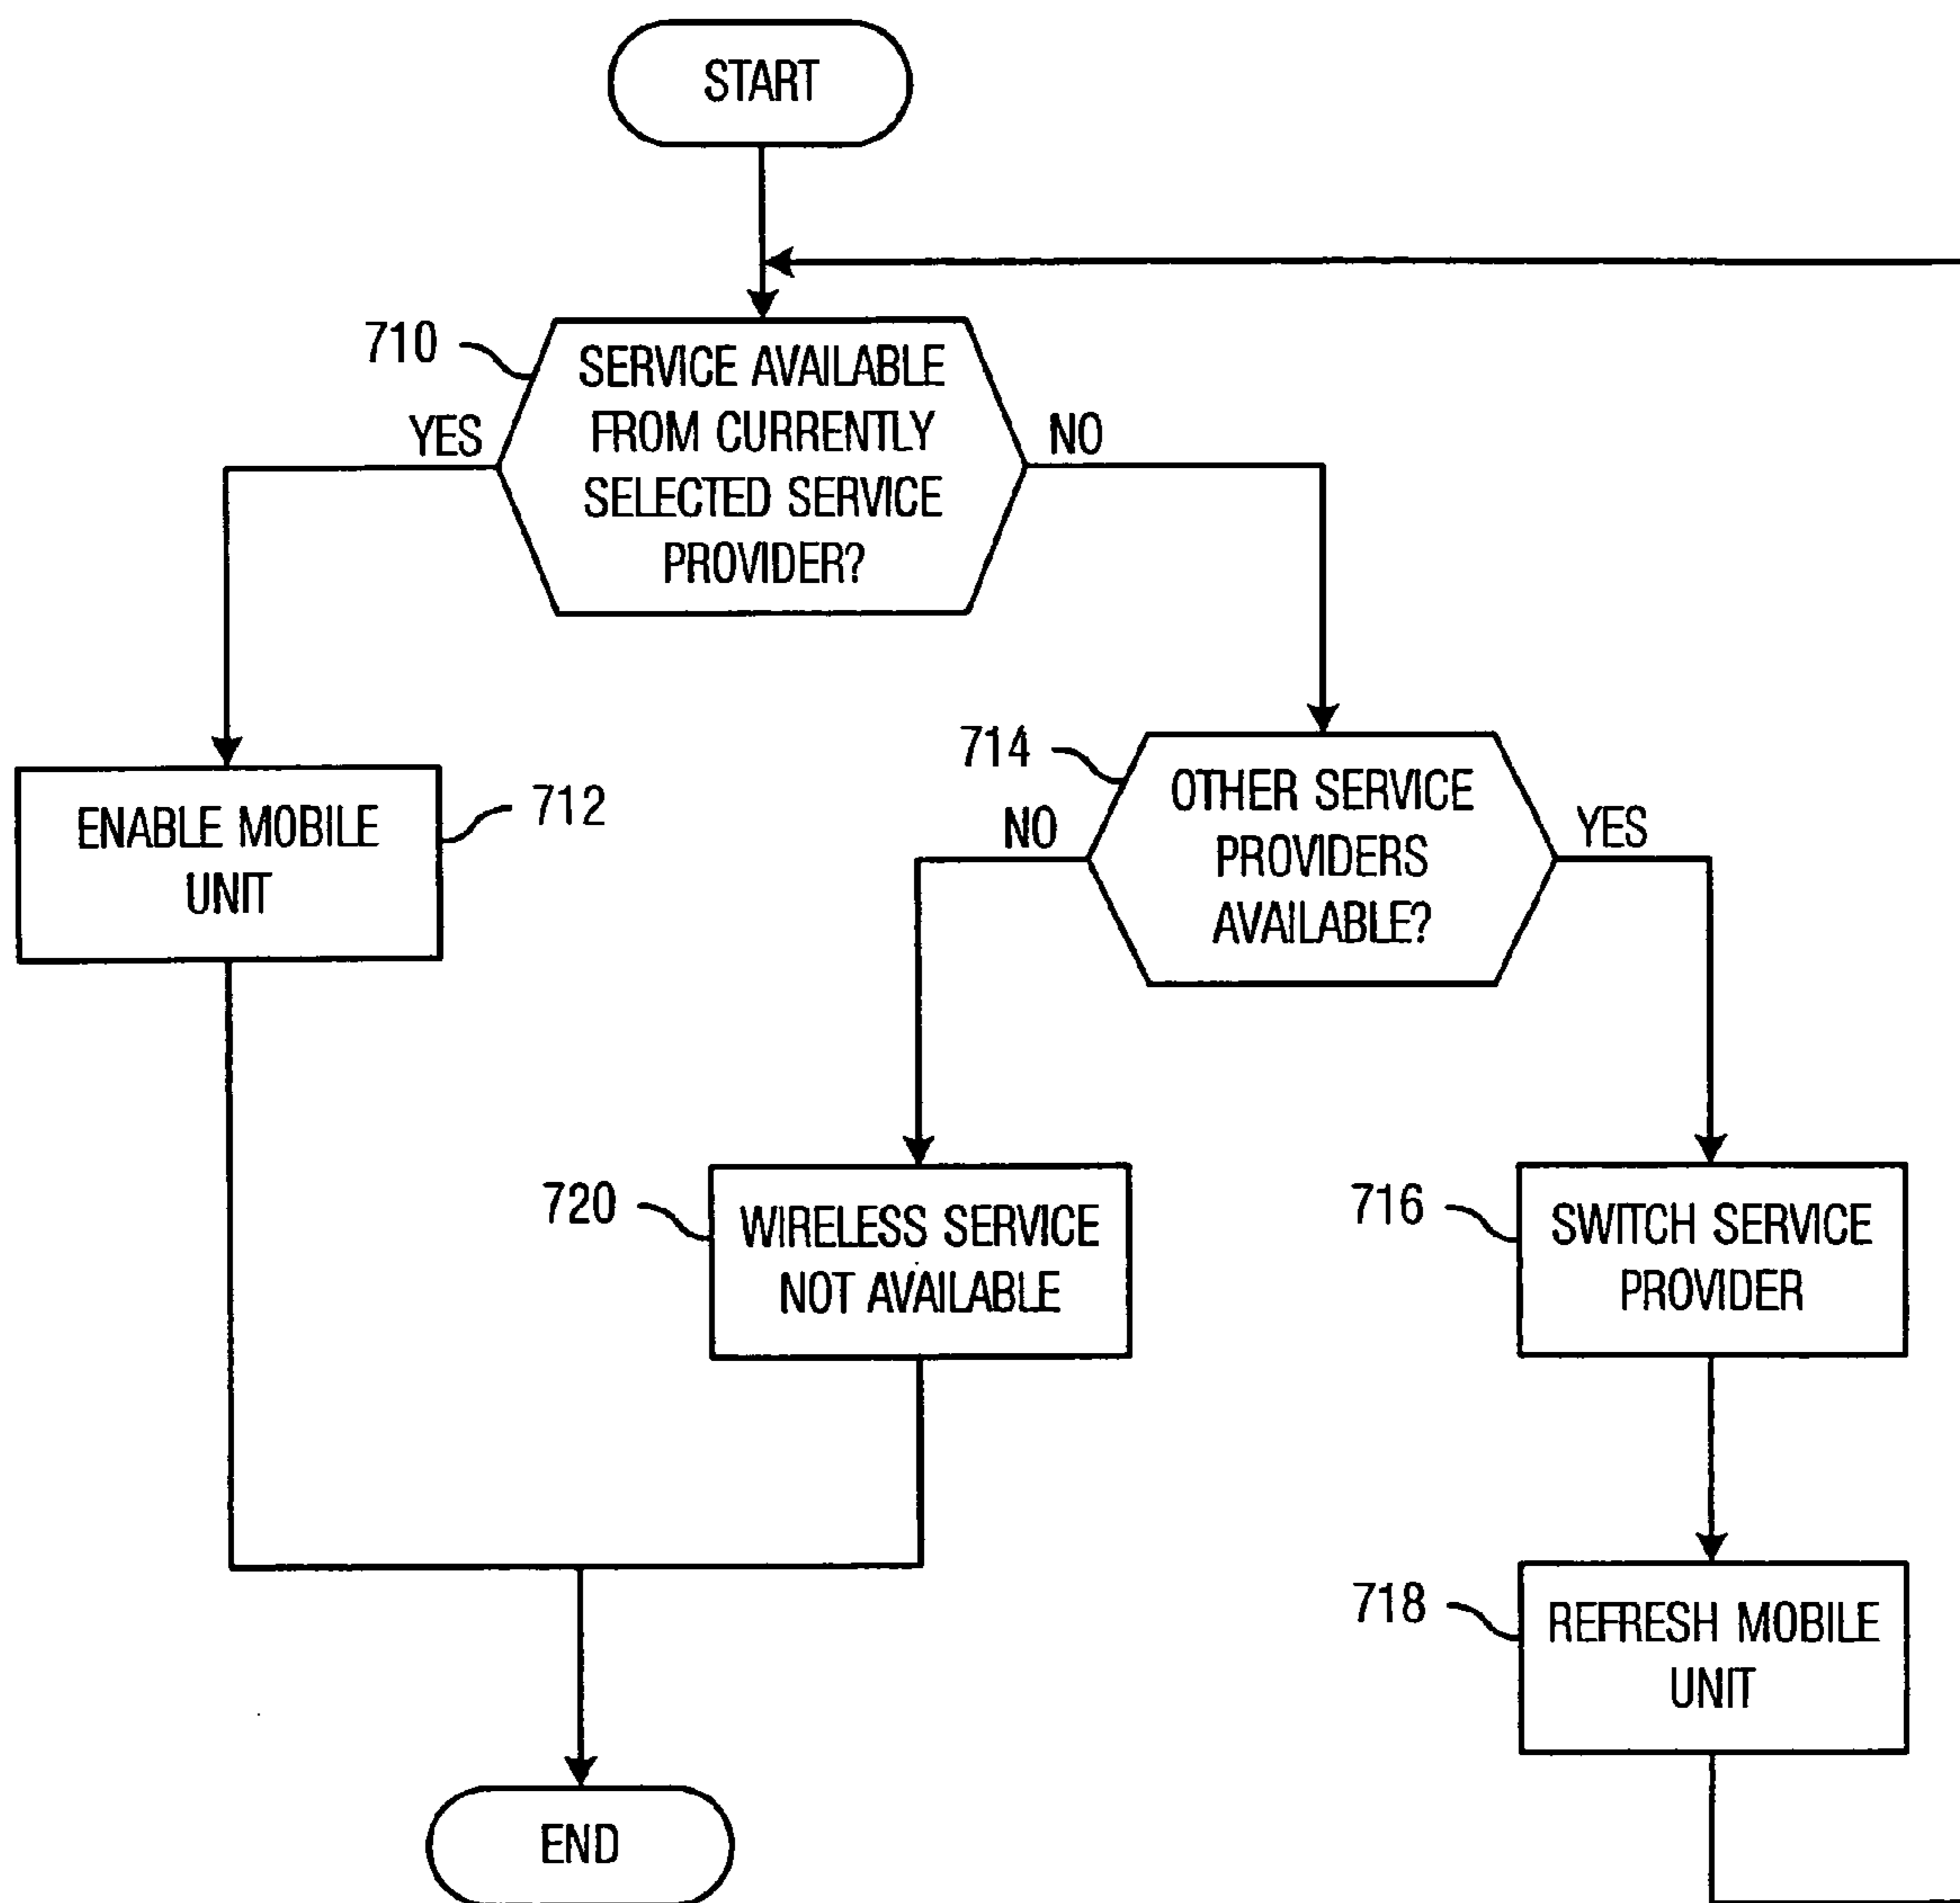 START
710
SERVICE AVAILABLE
FROM CURRENTLY
SELECTED SERVICE
PROVIDER?
YES
NO
ENABLE MOBILE
UNIT
712
714
OTHER SERVICE
PROVIDERS
AVAILABLE?
NO
YES
720
WIRELESS SERVICE
NOT AVAILABLE
716
SWITCH SERVICE
PROVIDER
718
REFRESH MOBILE
UNIT
END